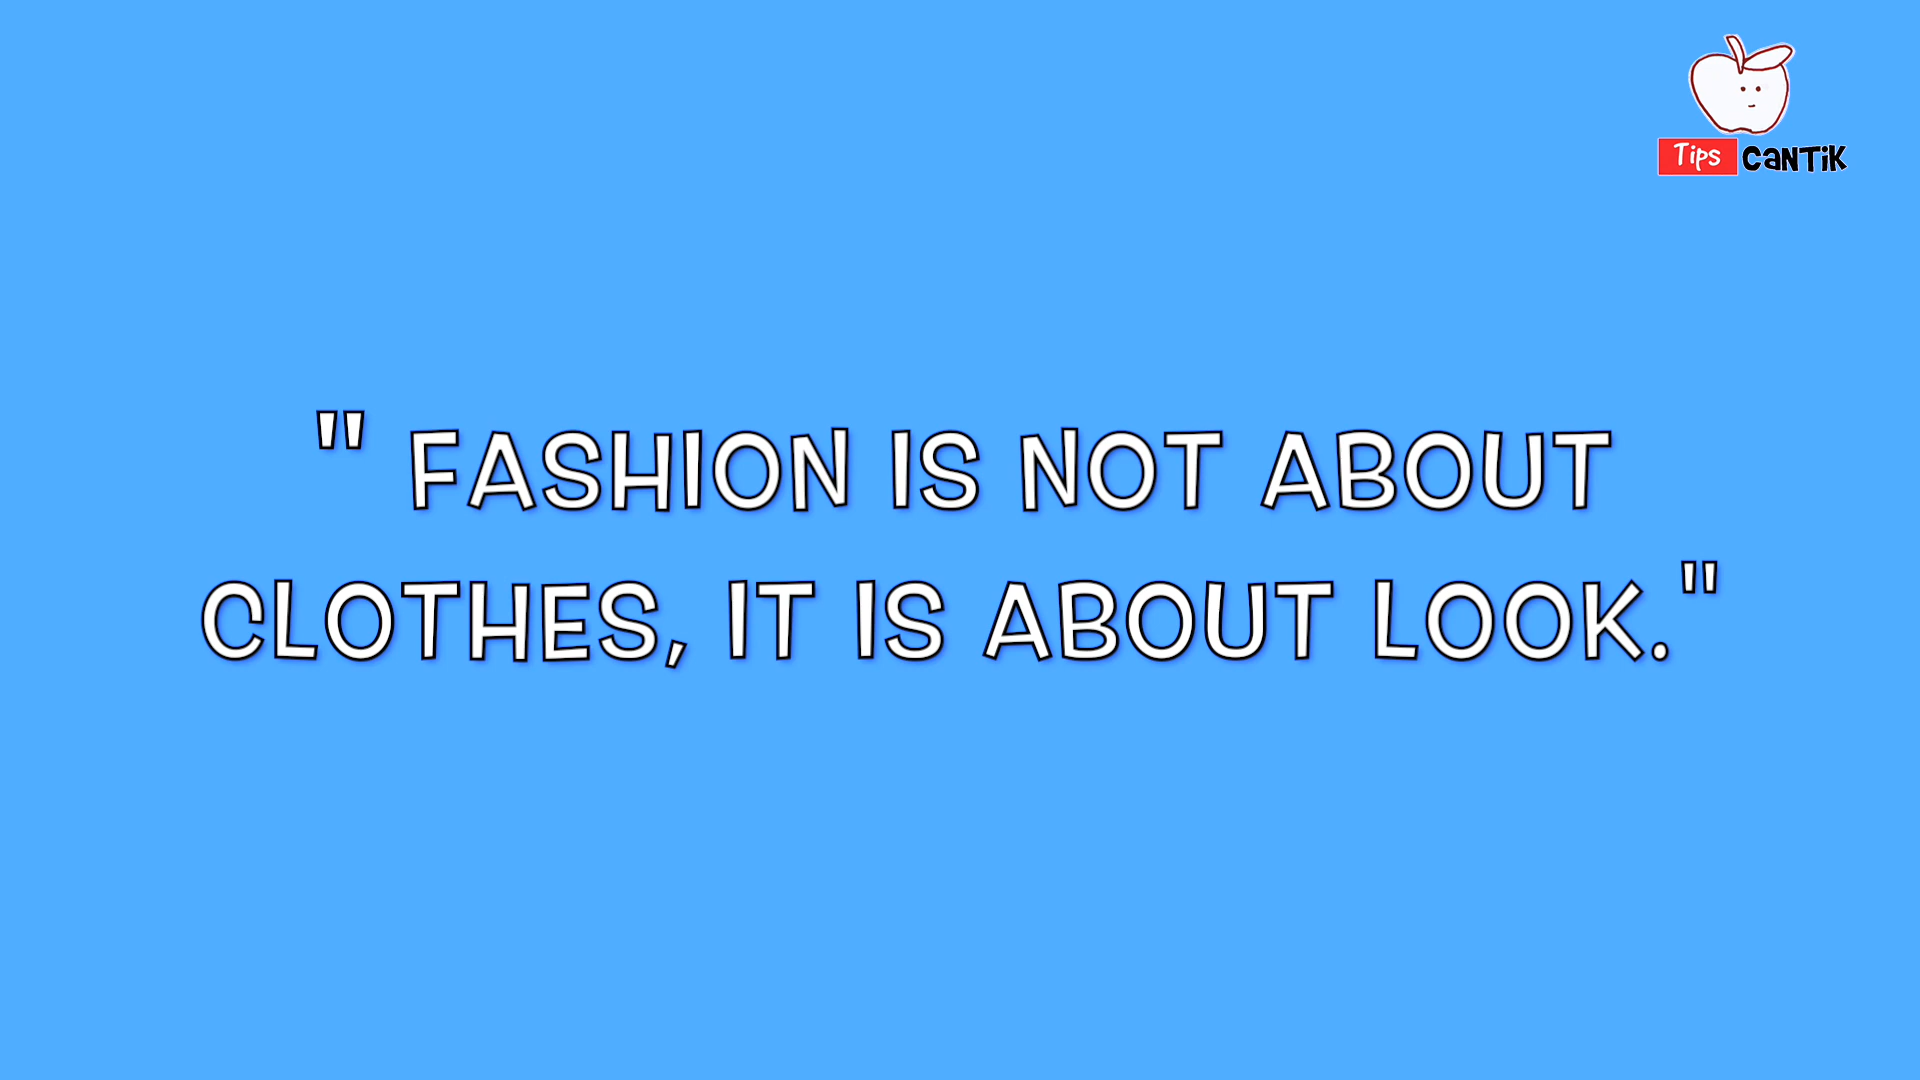 Tips CANTIK
" FASHION IS NOT ABOUT
CLOTHES, IT IS ABOUT LOOK."